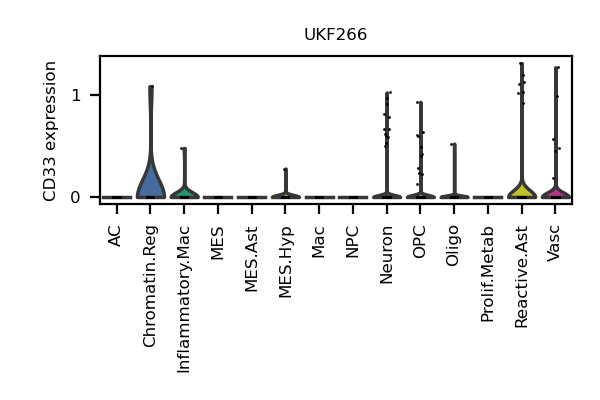 UKF266
CD33 expression
1
0
AC
Chromatin.Reg
Inflammatory.Mac
MES
MES.Ast
MES.Hyp
Mac
NPC
Neuron
OPC
Oligo
Prolif.Metab
Reactive.Ast
Vasc